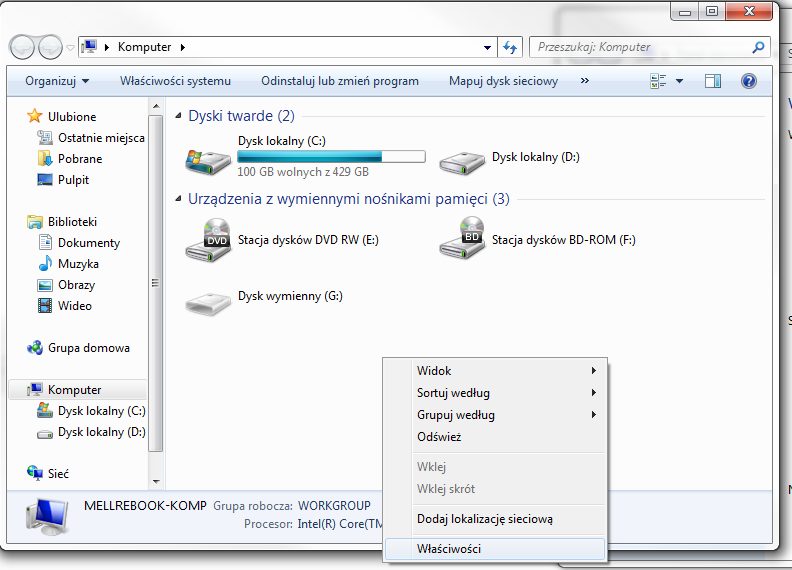 Komputer
Przeszukaj: Komputer
Organizuj
Właściwości systemu
Odinstaluj lub zmień program
Mapuj dysk sieciowy
»
Ulubione
Ostatnie miejsca
Pobrane
Pulpit
Biblioteki
Dokumenty
Muzyka
Obrazy
Wideo
Grupa domowa
Komputer
Dysk lokalny (C:)
Dysk lokalny (D:)
Sieć
Dyski twarde (2)
Dysk lokalny (C:)
100 GB wolnych z 429 GB
Dysk lokalny (D:)
Urządzenia z wymiennymi nośnikami pamięci (3)
DVD
Stacja dysków DVD RW (E:)
BD
Stacja dysków BD-ROM (F:)
Dysk wymienny (G:)
Widok
Sortuj według
Grupuj według
Odśwież
Wklej
Wklej skrót
Dodaj lokalizację sieciową
Właściwości
MELLREBOOK-KOMP Grupa robocza: WORKGROUP
Procesor: Intel(R) Core(TM